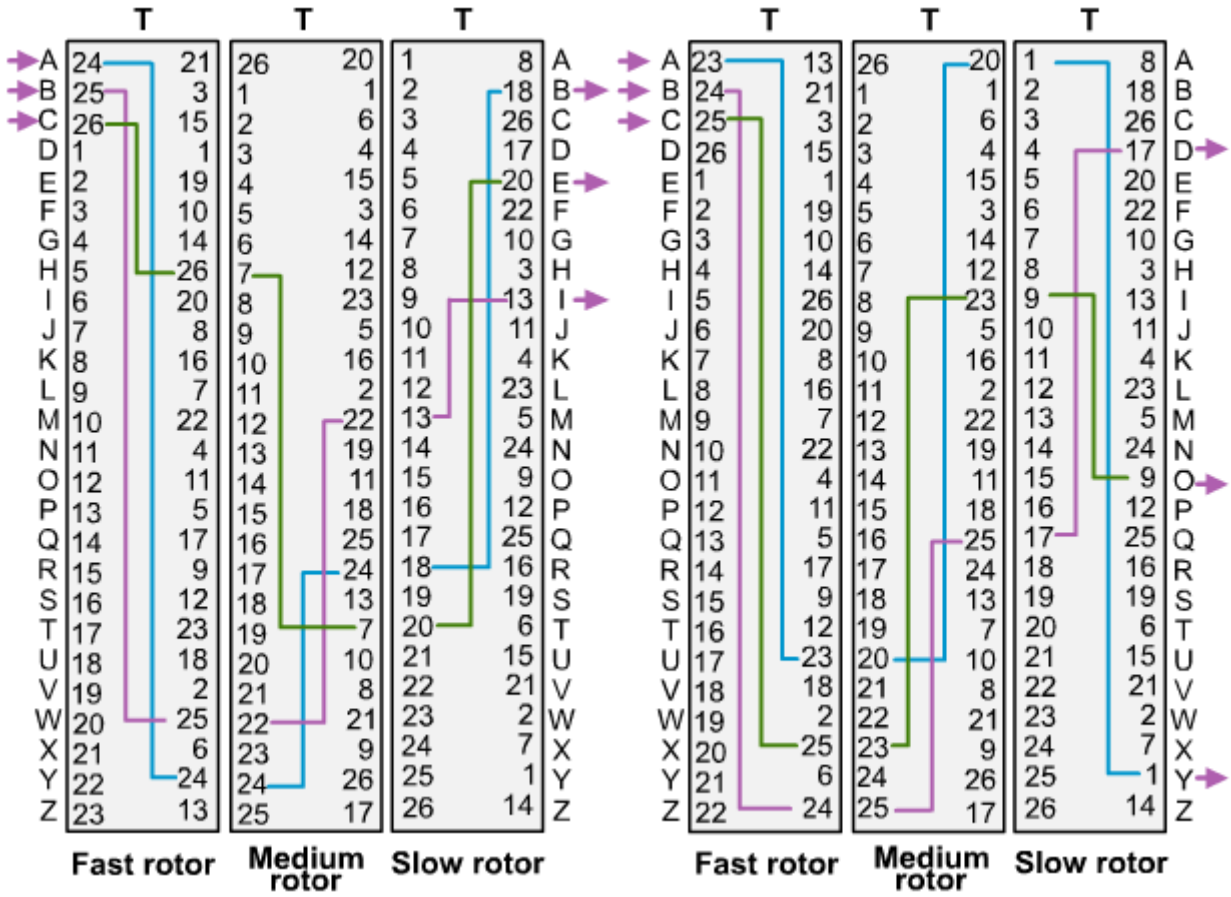 T T T T T T
A 24 21 26 20 1 8 A A 23 13 26 20 1 8 A
B 25 3 1 1 2 18 B B 24 21 1 1 2 18 B
C 26 15 2 6 3 26 C C 25 3 2 6 3 26 C
D 1 1 3 4 4 17 D D 26 15 3 4 4 17 D
E 2 19 4 15 5 20 E E 1 1 4 15 5 20 E
F 3 10 5 3 6 22 F F 2 19 5 3 6 22 F
G 4 14 6 14 7 10 G G 3 10 6 14 7 10 G
H 5 26 7 12 8 3 H H 4 14 7 12 8 3 H
I 6 20 8 23 9 13 I I 5 26 8 23 9 13 I
J 7 8 9 5 10 11 J J 6 20 9 5 10 11 J
K 8 16 10 16 11 4 K K 7 8 10 16 11 4 K
L 9 7 11 2 12 23 L L 8 16 11 2 12 23 L
M 10 22 12 22 13 5 M M 9 7 12 22 13 5 M
N 11 4 13 19 14 24 N N 10 22 13 19 14 24 N
O 12 11 14 11 15 9 O O 11 4 14 11 15 9 O
P 13 5 15 18 16 12 P P 12 11 15 18 16 12 P
Q 14 17 16 25 17 25 Q Q 13 5 16 25 17 25 Q
R 15 9 17 24 18 16 R R 14 17 17 24 18 16 R
S 16 12 18 13 19 19 S S 15 9 18 13 19 19 S
T 17 23 19 7 20 6 T T 16 12 19 7 20 6 T
U 18 18 20 10 21 15 U U 17 23 20 10 21 15 U
V 19 2 21 8 22 21 V V 18 18 21 8 22 21 V
W 20 25 22 21 23 2 W W 19 2 22 21 23 2 W
X 21 6 23 9 24 7 X X 20 25 23 9 24 7 X
Y 22 24 24 26 25 1 Y Y 21 6 24 26 25 1 Y
Z 23 13 25 17 26 14 Z Z 22 24 25 17 26 14 Z
Fast rotor Medium rotor Slow rotor Fast rotor Medium rotor Slow rotor